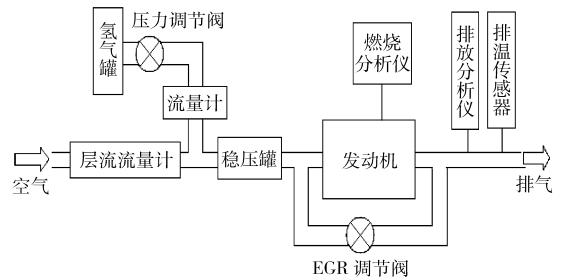 氢气罐
压力调节阀
流量计
燃烧
分析仪
排放分析仪
排温传感器
层流流量计
稳压罐
发动机
空气
排气
EGR 调节阀